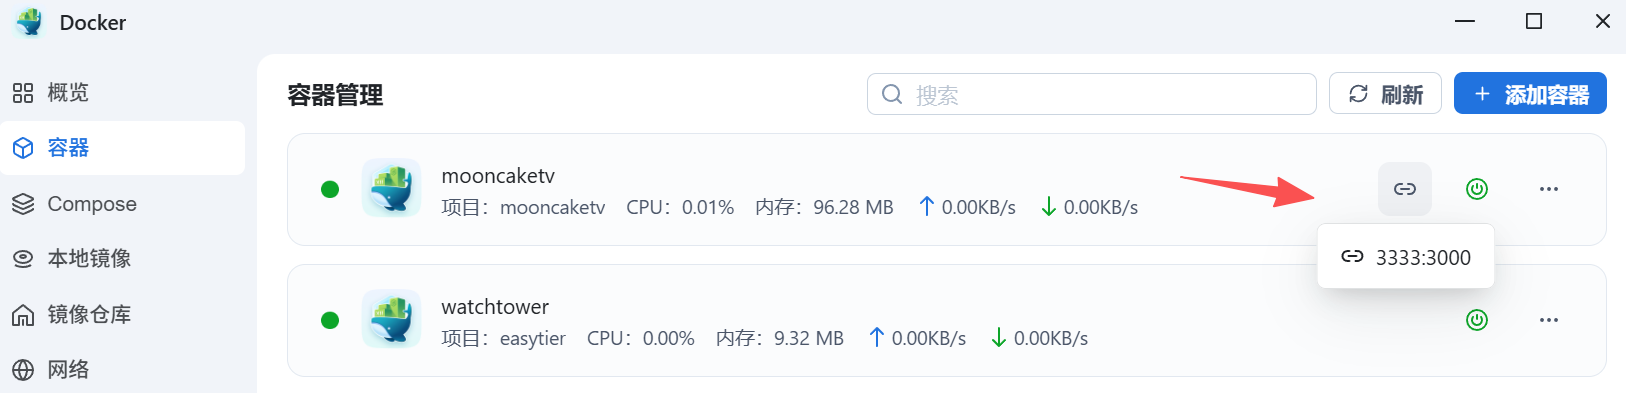 Docker
概览
容器
Compose
本地镜像
镜像仓库
网络
容器管理
搜索
刷新
添加容器
mooncaketv
项目：mooncaketv CPU：0.01% 内存：96.28 MB 0.00KB/s 0.00KB/s
3333:3000
watchtower
项目：easytier CPU：0.00% 内存：9.32 MB 0.00KB/s 0.00KB/s